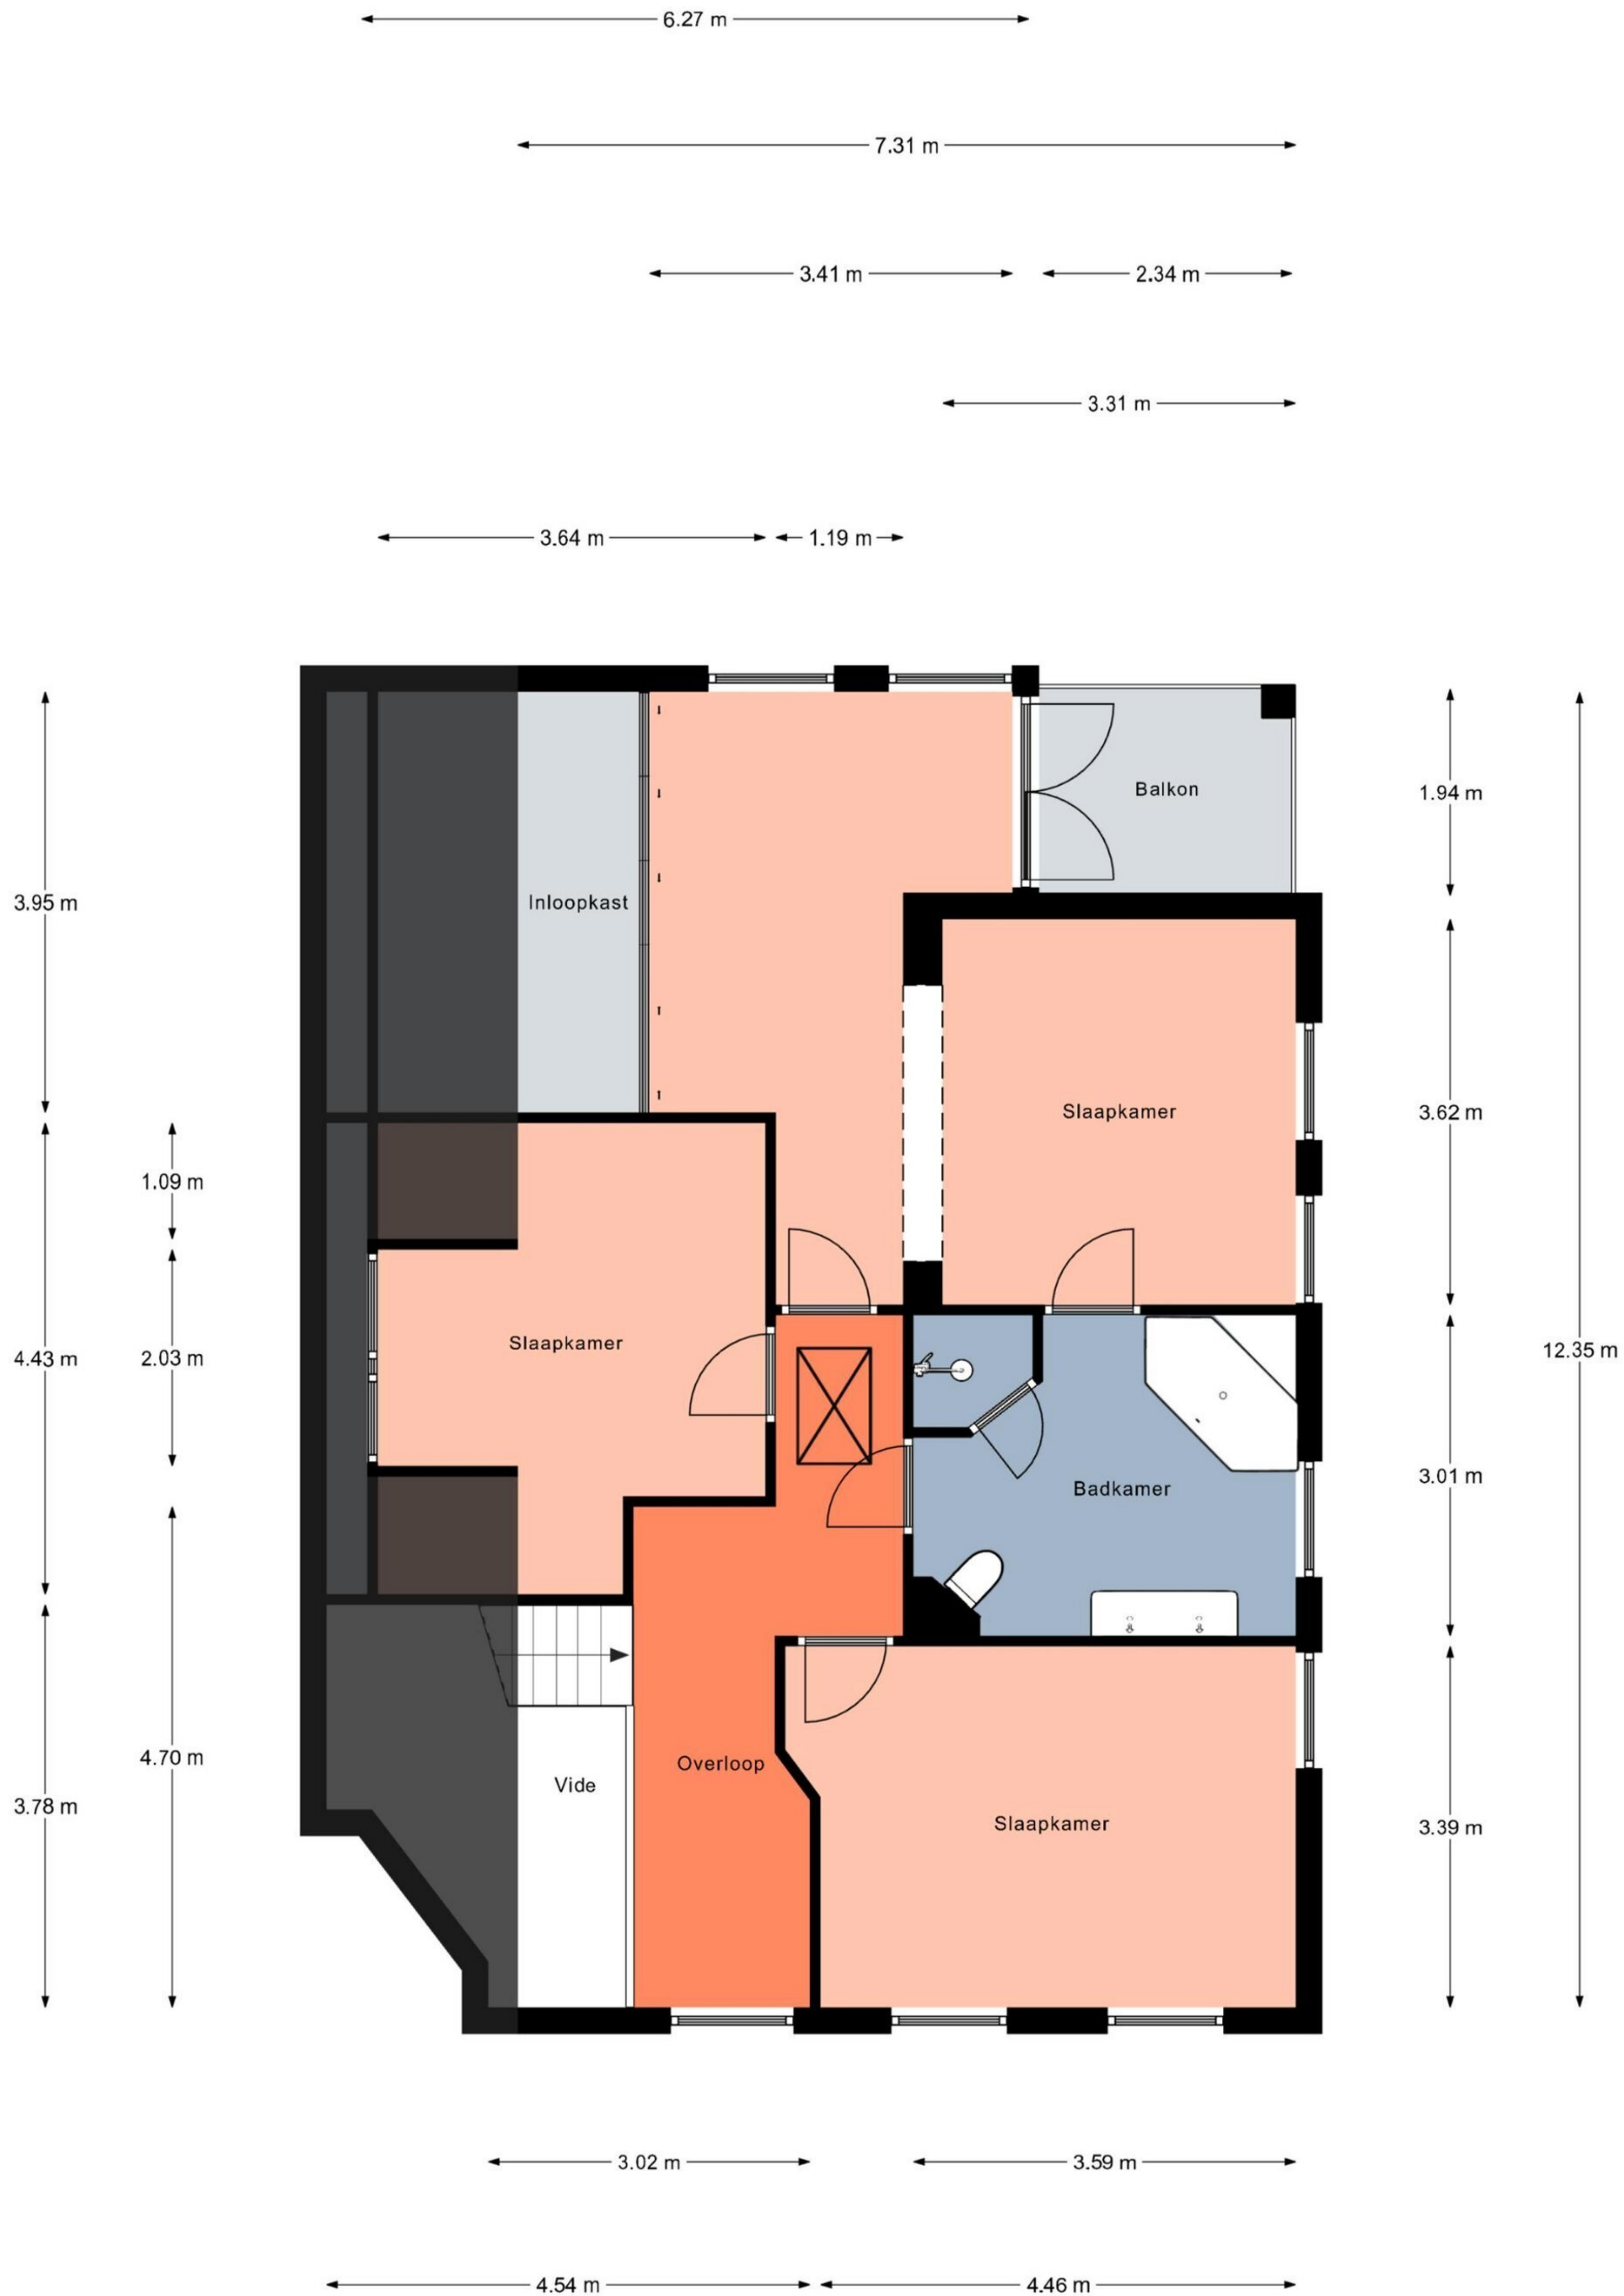 6.27 m
7.31 m
3.41 m
2.34 m
3.31 m
3.64 m
1.19 m
Balkon
1.94 m
3.95 m
Inloopkast
Slaapkamer
3.62 m
1.09 m
Slaapkamer
4.43 m
2.03 m
12.35 m
Badkamer
3.01 m
4.70 m
Overloop
Vide
3.78 m
Slaapkamer
3.39 m
3.02 m
3.59 m
4.54 m
4.46 m